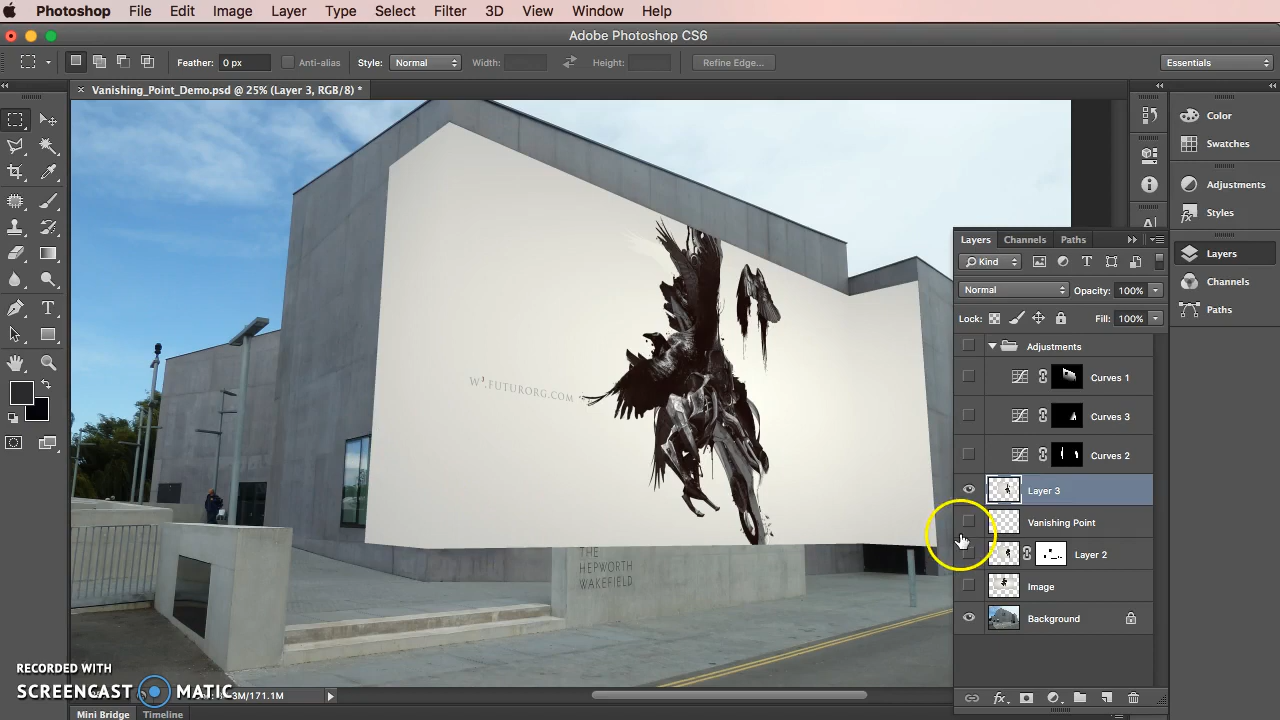 Photoshop File Edit Image Layer Type Select Filter 3D View Window Help
Adobe Photoshop CS6
Feather: 0 px Anti-alias Style: Normal Width: Height: Refine Edge... Essentials
× Vanishing_Point_Demo.psd @ 25% (Layer 3, RGB/8) *
Color
Swatches
Adjustments
Styles
Layers
Channels
Paths
Layers Channels Paths
Kind
Normal Opacity: 100%
Lock: Fill: 100%
Adjustments
Curves 1
Curves 3
Curves 2
Layer 3
Vanishing Point
Layer 2
Image
Background
W³.FUTURORG.COM
THE
HEPWORTH
WAKEFIELD
RECORDED WITH
SCREENCAST MATIC
3M/171.1M
Mini Bridge Timeline